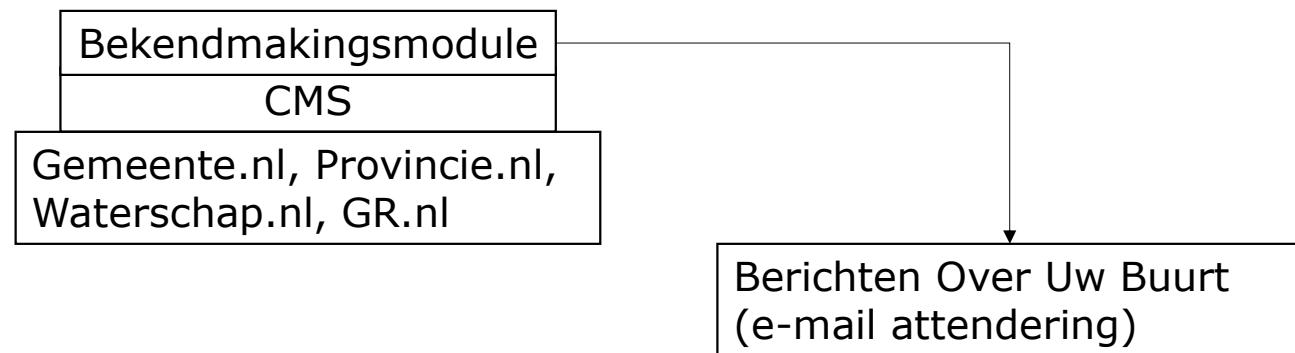 Bekendmakingsmodule
CMS
Gemeente.nl, Provincie.nl,
Waterschap.nl, GR.nl
Berichten Over Uw Buurt
(e-mail attendering)